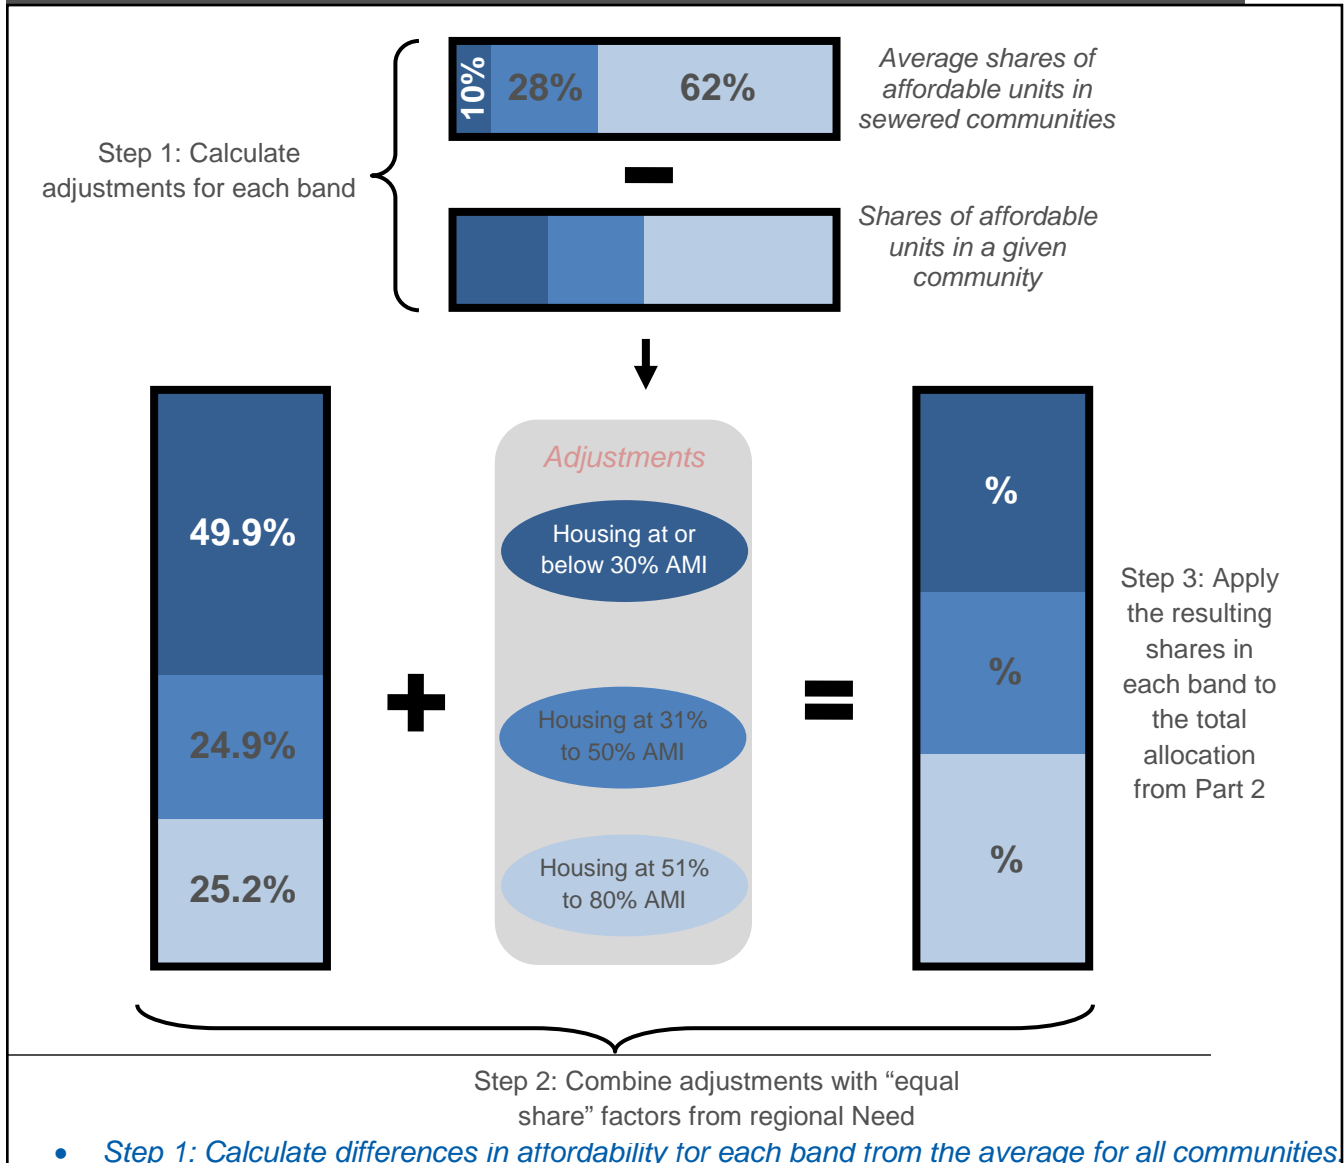 10%
28%
62%
Average shares of
affordable units in
sewered communities
Step 1: Calculate
adjustments for each band
Shares of affordable
units in a given
community
49.9%
24.9%
25.2%
Adjustments
Housing at or
below 30% AMI
Housing at 31%
to 50% AMI
Housing at 51%
to 80% AMI
%
%
%
Step 3: Apply
the resulting
shares in
each band to
the total
allocation
from Part 2
Step 2: Combine adjustments with “equal
share” factors from regional Need
• Step 1: Calculate differences in affordability for each band from the average for all communities